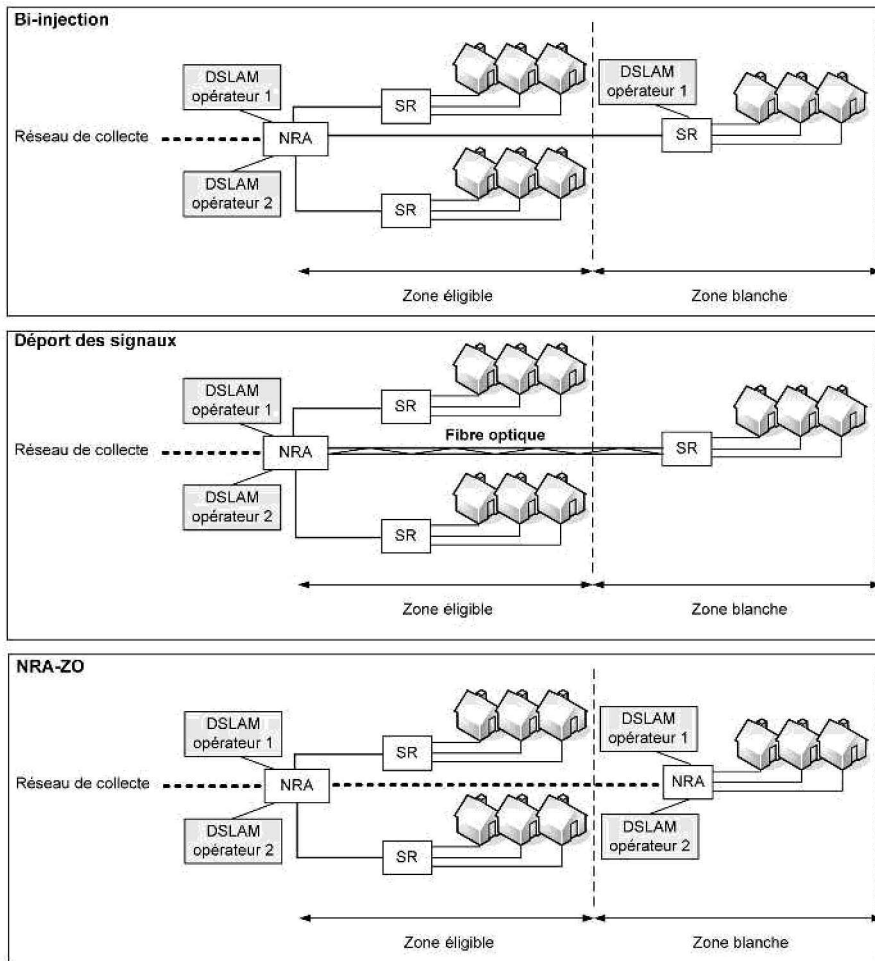 Bi-injection
DSLAM
opérateur 1
DSLAM
opérateur 1
SR
Réseau de collecte
NRA
SR
DSLAM
opérateur 2
SR
Zone éligible
Zone blanche
Déport des signaux
DSLAM
opérateur 1
SR
Fibre optique
Réseau de collecte
NRA
SR
DSLAM
opérateur 2
SR
Zone éligible
Zone blanche
NRA-ZO
DSLAM
opérateur 1
DSLAM
opérateur 1
SR
Réseau de collecte
NRA
NRA
DSLAM
opérateur 2
DSLAM
opérateur 2
SR
Zone éligible
Zone blanche